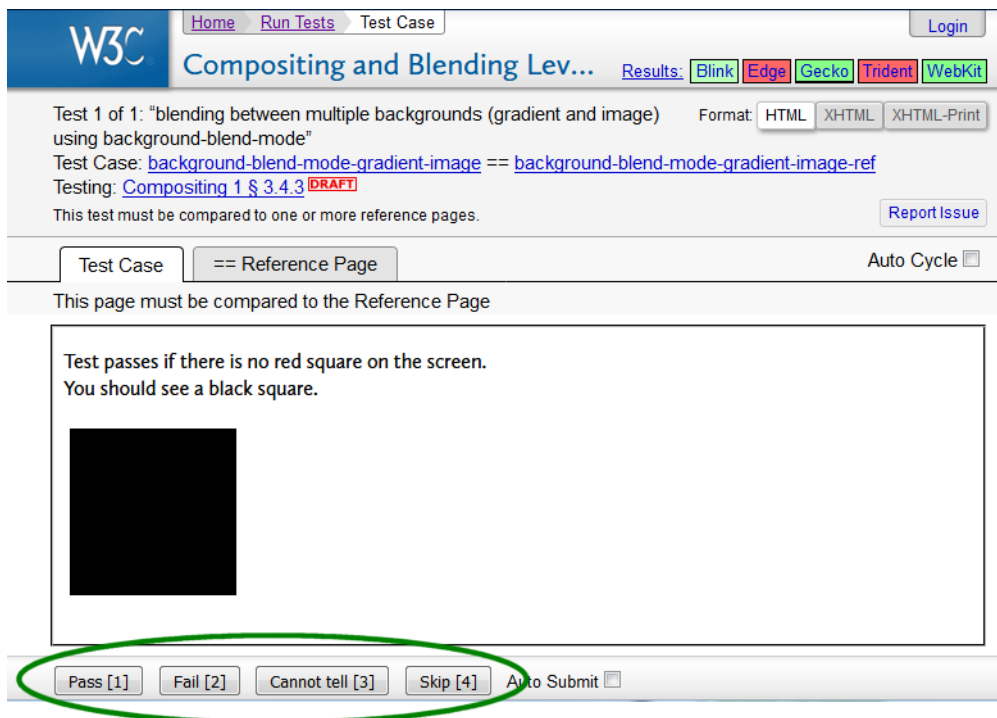 W3C
Home Run Tests Test Case
Login
Compositing and Blending Lev...
Results: Blink Edge Gecko Trident WebKit
Test 1 of 1: “blending between multiple backgrounds (gradient and image)
using background-blend-mode”
Format: HTML XHTML XHTML-Print
Test Case: background-blend-mode-gradient-image == background-blend-mode-gradient-image-ref
Testing: Compositing 1 § 3.4.3 DRAFT
This test must be compared to one or more reference pages.
Report Issue
Test Case == Reference Page
Auto Cycle
This page must be compared to the Reference Page
Test passes if there is no red square on the screen.
You should see a black square.
Pass [1] Fail [2] Cannot tell [3] Skip [4] Auto Submit